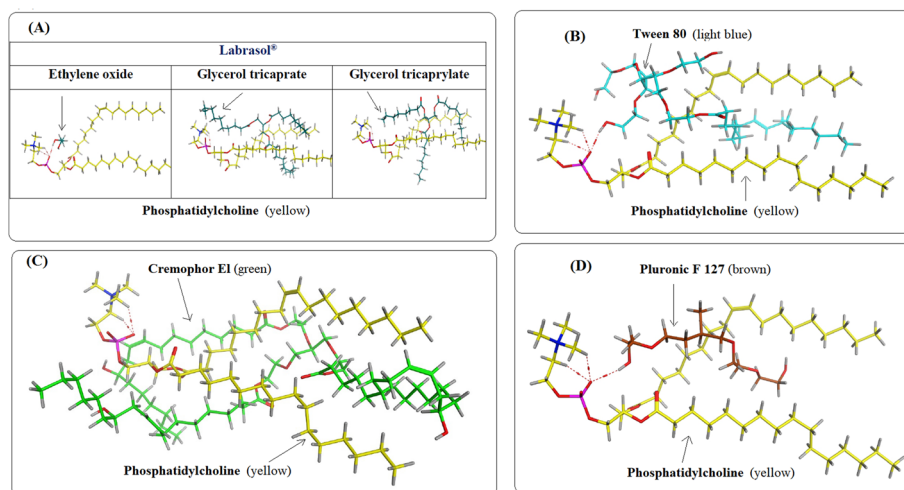 (A)
Labrasol®
Ethylene oxide
Glycerol tricaprate
Glycerol tricaprylate
Phosphatidylcholine (yellow)
(B)
Tween 80 (light blue)
Phosphatidylcholine (yellow)
(C)
Cremophor El (green)
Phosphatidylcholine (yellow)
(D)
Pluronic F 127 (brown)
Phosphatidylcholine (yellow)